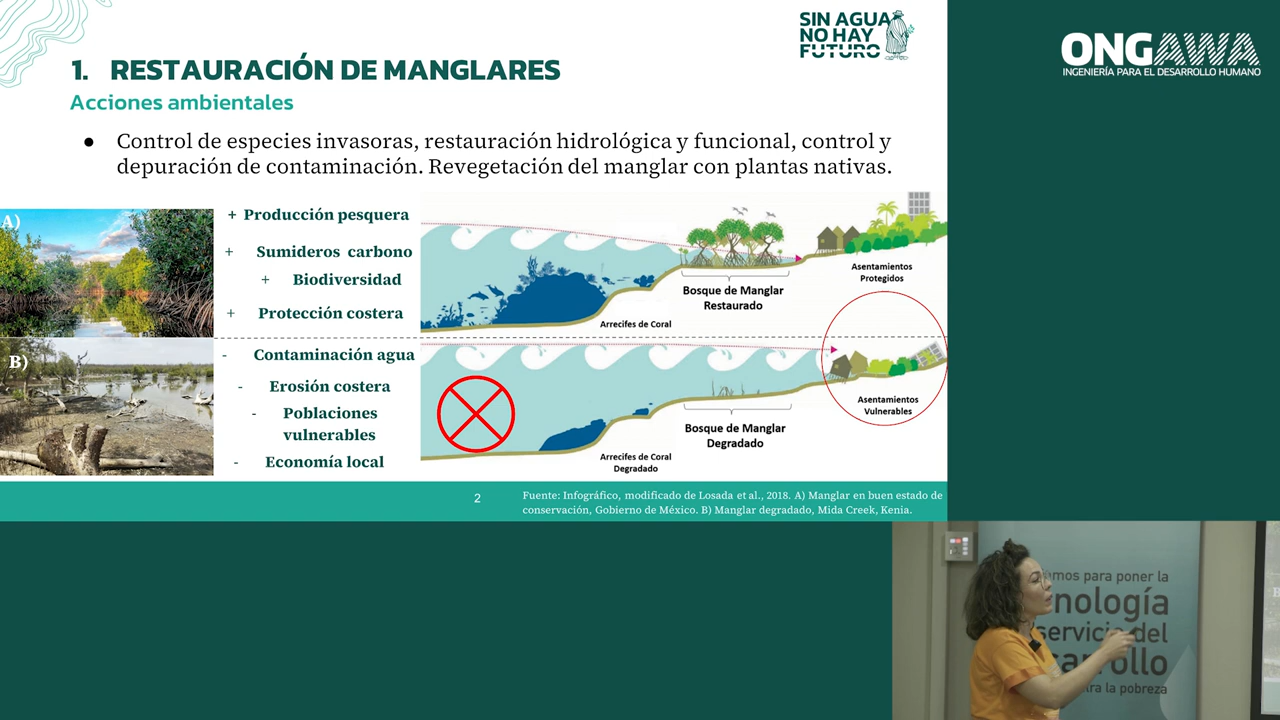 SIN AGUA
NO HAY
FUTURO
ONGAWA
INGENIERÍA PARA EL DESARROLLO HUMANO
1. RESTAURACIÓN DE MANGLARES
Acciones ambientales
● Control de especies invasoras, restauración hidrológica y funcional, control y
depuración de contaminación. Revegetación del manglar con plantas nativas.
A)
+ Producción pesquera
+ Sumideros carbono
+ Biodiversidad
+ Protección costera
Asentamientos
Protegidos
Bosque de Manglar
Restaurado
Arrecifes de Coral
B)
- Contaminación agua
- Erosión costera
- Poblaciones
vulnerables
- Economía local
Asentamientos
Vulnerables
Bosque de Manglar
Degradado
Arrecifes de Coral
Degradado
2
Fuente: Infográfico, modificado de Losada et al., 2018. A) Manglar en buen estado de
conservación, Gobierno de México. B) Manglar degradado, Mida Creek, Kenia.
mos para poner la
nología
servicio del
arrollo
ra la pobreza